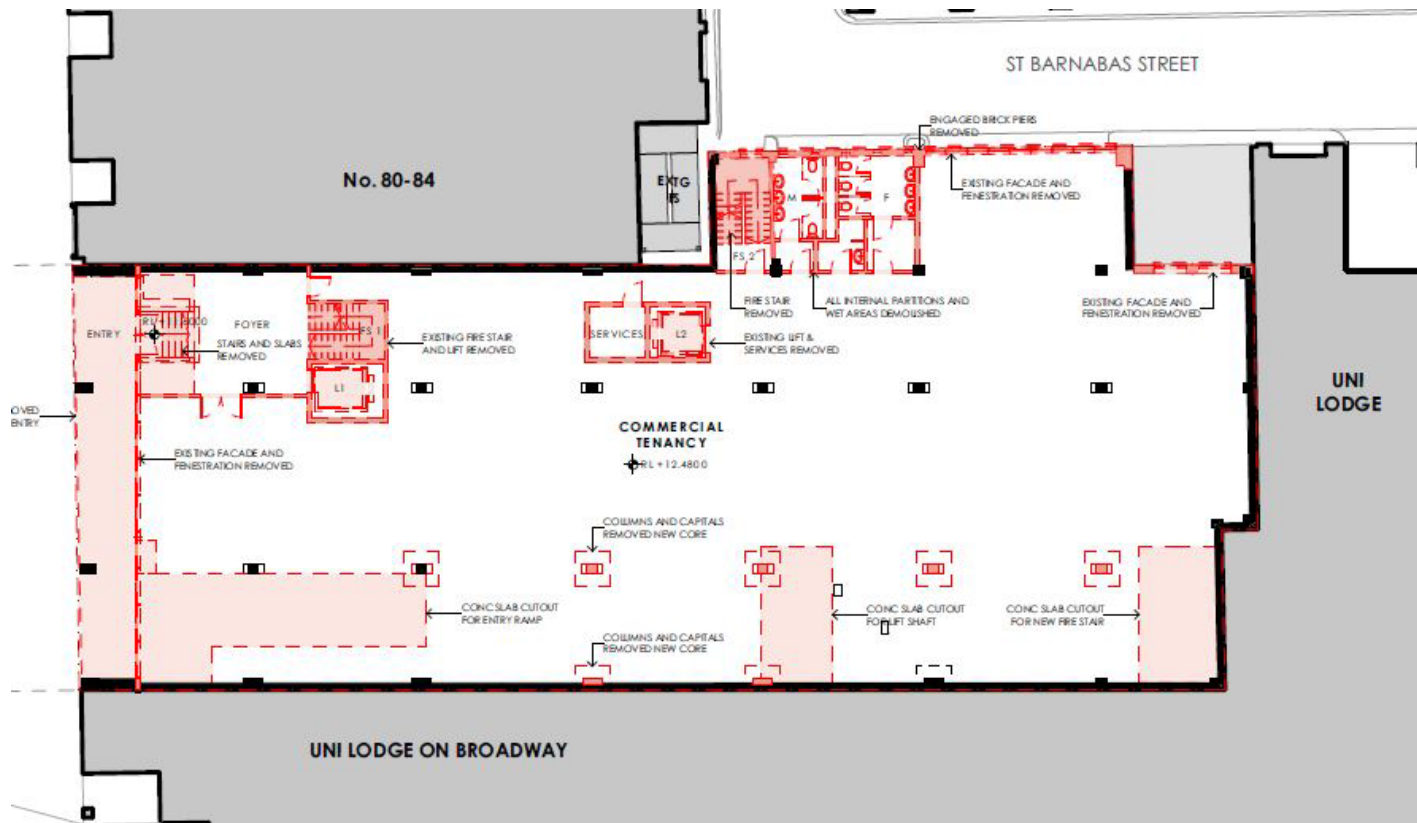 ST BARNABAS STREET
ENGAGED BRICK PIERS
REMOVED
No. 80-84
EXTG
FS
M
F
EXISTING FACADE AND
FENESTRATION REMOVED
FS 2
FIRE STAIR
REMOVED
ALL INTERNAL PARTITIONS AND
WET AREAS DEMOLISHED
EXISTING FACADE AND
FENESTRATION REMOVED
ENTRY
FOYER
STAIRS AND SLABS
REMOVED
FS 1
EXISTING FIRE STAIR
AND LIFT REMOVED
SERVICES
L2
EXISTING LIFT &
SERVICES REMOVED
L1
UNI
LODGE
OVED
ENTRY
COMMERCIAL
TENANCY
RL +12.4800
EXISTING FACADE AND
FENESTRATION REMOVED
COLUMNS AND CAPITALS
REMOVED NEW CORE
CONC SLAB CUTOUT
FOR ENTRY RAMP
CONC SLAB CUTOUT
FOR LIFT SHAFT
CONC SLAB CUTOUT
FOR NEW FIRE STAIR
COLUMNS AND CAPITALS
REMOVED NEW CORE
UNI LODGE ON BROADWAY